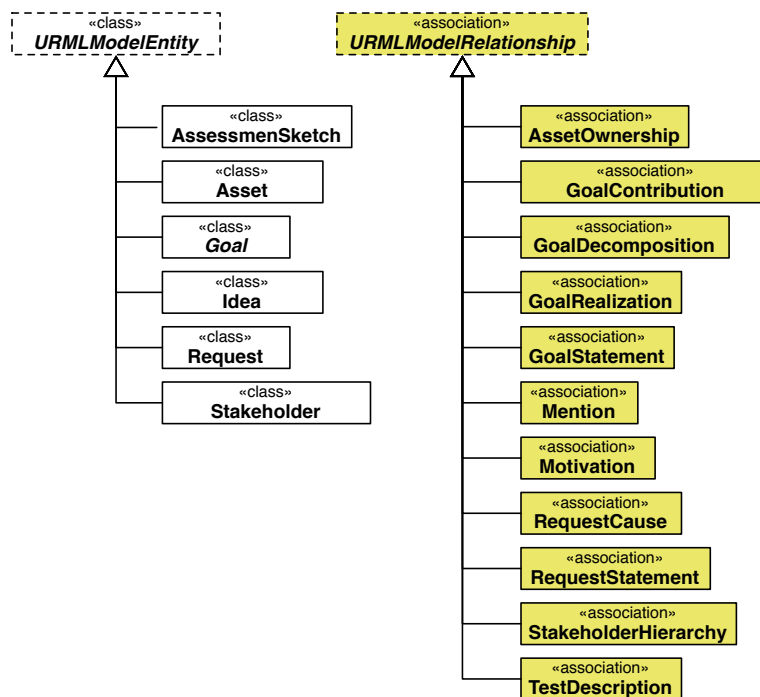 «class»
URMLModelEntity
«class»
AssessmenSketch
«class»
Asset
«class»
Goal
«class»
Idea
«class»
Request
«class»
Stakeholder
«association»
URMLModelRelationship
«association»
AssetOwnership
«association»
GoalContribution
«association»
GoalDecomposition
«association»
GoalRealization
«association»
GoalStatement
«association»
Mention
«association»
Motivation
«association»
RequestCause
«association»
RequestStatement
«association»
StakeholderHierarchy
«association»
TestDescription